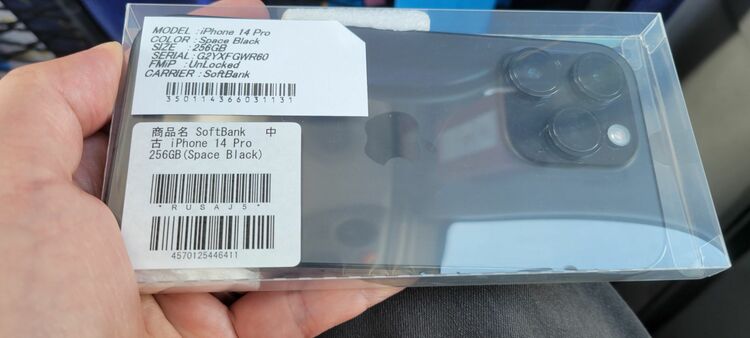 MODEL :iPhone 14 Pro
COLOR :Space Black
SIZE :256GB
SERIAL: G2YXFGWR60
FMiP :UnLocked
CARRIER :SoftBank
350114366031131
商品名 SoftBank 中
古 iPhone 14 Pro
256GB(Space Black)
*RUSAJ5*
4570125446411